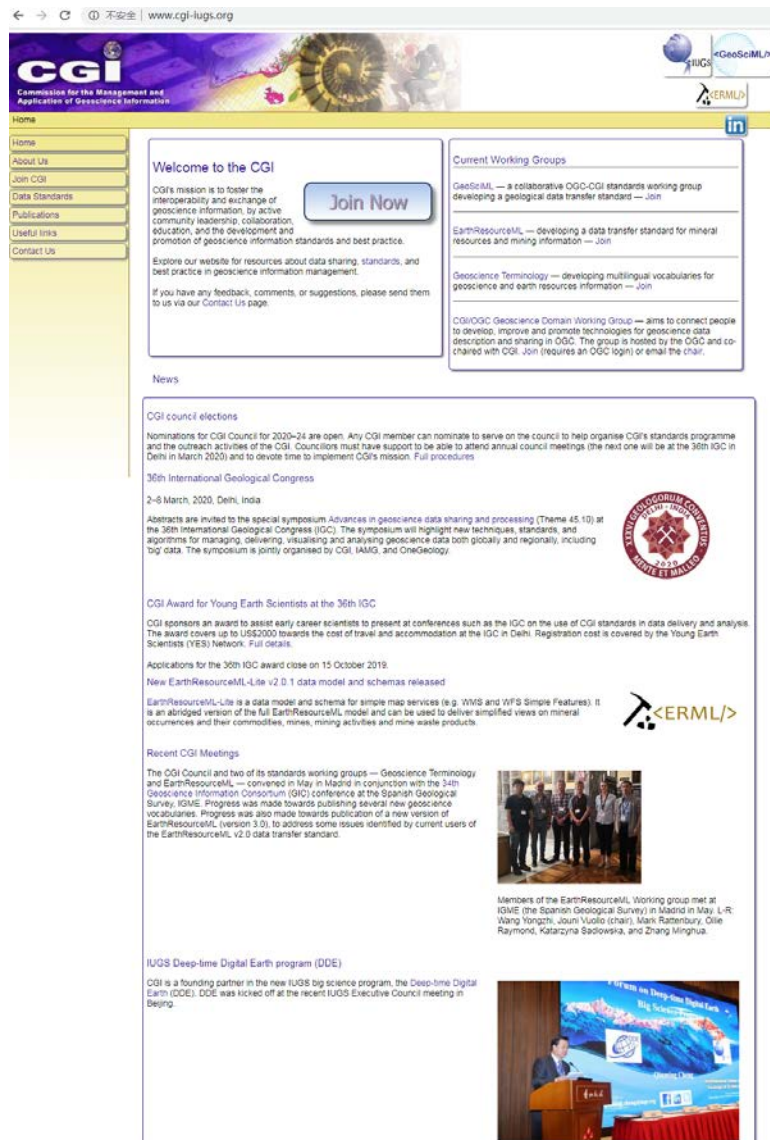 不安全 | www.cgi-iugs.org
CGI
Commission for the Management and
Application of Geoscience Information
IUGS
<GeoSciML/>
<ERML/>
Home
in
Home
About Us
Join CGI
Data Standards
Publications
Useful links
Contact Us
Welcome to the CGI
CGI's mission is to foster the
interoperability and exchange of
geoscience information, by active
community leadership, collaboration,
education, and the development and
promotion of geoscience information standards and best practice.
Join Now
Explore our website for resources about data sharing, standards, and
best practice in geoscience information management.
If you have any feedback, comments, or suggestions, please send them
to us via our Contact Us page.
Current Working Groups
GeoSciML — a collaborative OGC-CGI standards working group
developing a geological data transfer standard — Join
EarthResourceML — developing a data transfer standard for mineral
resources and mining information — Join
Geoscience Terminology — developing multilingual vocabularies for
geoscience and earth resources information — Join
CGI/OGC Geoscience Domain Working Group — aims to connect people
to develop, improve and promote technologies for geoscience data
description and sharing in OGC. The group is hosted by the OGC and co-
chaired with CGI. Join (requires an OGC login) or email the chair.
News
CGI council elections
Nominations for CGI Council for 2020–24 are open. Any CGI member can nominate to serve on the council to help organise CGI's standards programme
and the outreach activities of the CGI. Councillors must have support to be able to attend annual council meetings (the next one will be at the 36th IGC in
Delhi in March 2020) and to devote time to implement CGI's mission. Full procedures
36th International Geological Congress
2–8 March, 2020, Delhi, India
Abstracts are invited to the special symposium Advances in geoscience data sharing and processing (Theme 45.10) at
the 36th International Geological Congress (IGC). The symposium will highlight new techniques, standards, and
algorithms for managing, delivering, visualising and analysing geoscience data both globally and regionally, including
'big' data. The symposium is jointly organised by CGI, IAMG, and OneGeology.
XXXVI GEOLOGORUM CONVENTUS
DELHI - INDIA
2020
MENTE ET MALLEO
CGI Award for Young Earth Scientists at the 36th IGC
CGI sponsors an award to assist early career scientists to present at conferences such as the IGC on the use of CGI standards in data delivery and analysis.
The award covers up to US$2000 towards the cost of travel and accommodation at the IGC in Delhi. Registration cost is covered by the Young Earth
Scientists (YES) Network. Full details.
Applications for the 36th IGC award close on 15 October 2019.
New EarthResourceML-Lite v2.0.1 data model and schemas released
EarthResourceML-Lite is a data model and schema for simple map services (e.g. WMS and WFS Simple Features). It
is an abridged version of the full EarthResourceML model and can be used to deliver simplified views on mineral
occurrences and their commodities, mines, mining activities and mine waste products.
<ERML/>
Recent CGI Meetings
The CGI Council and two of its standards working groups — Geoscience Terminology
and EarthResourceML — convened in May in Madrid in conjunction with the 34th
Geoscience Information Consortium (GIC) conference at the Spanish Geological
Survey, IGME. Progress was made towards publishing several new geoscience
vocabularies. Progress was also made towards publication of a new version of
EarthResourceML (version 3.0), to address some issues identified by current users of
the EarthResourceML v2.0 data transfer standard.
Members of the EarthResourceML Working group met at
IGME (the Spanish Geological Survey) in Madrid in May. L-R:
Wang Yongzhi, Jouni Vuollo (chair), Mark Rattenbury, Ollie
Raymond, Katarzyna Sadlowska, and Zhang Minghua.
IUGS Deep-time Digital Earth program (DDE)
CGI is a founding partner in the new IUGS big science program, the Deep-time Digital
Earth (DDE). DDE was kicked off at the recent IUGS Executive Council meeting in
Beijing.
Forum on Deep-time Digital Earth
Big Science
DDE
Qiuming Cheng